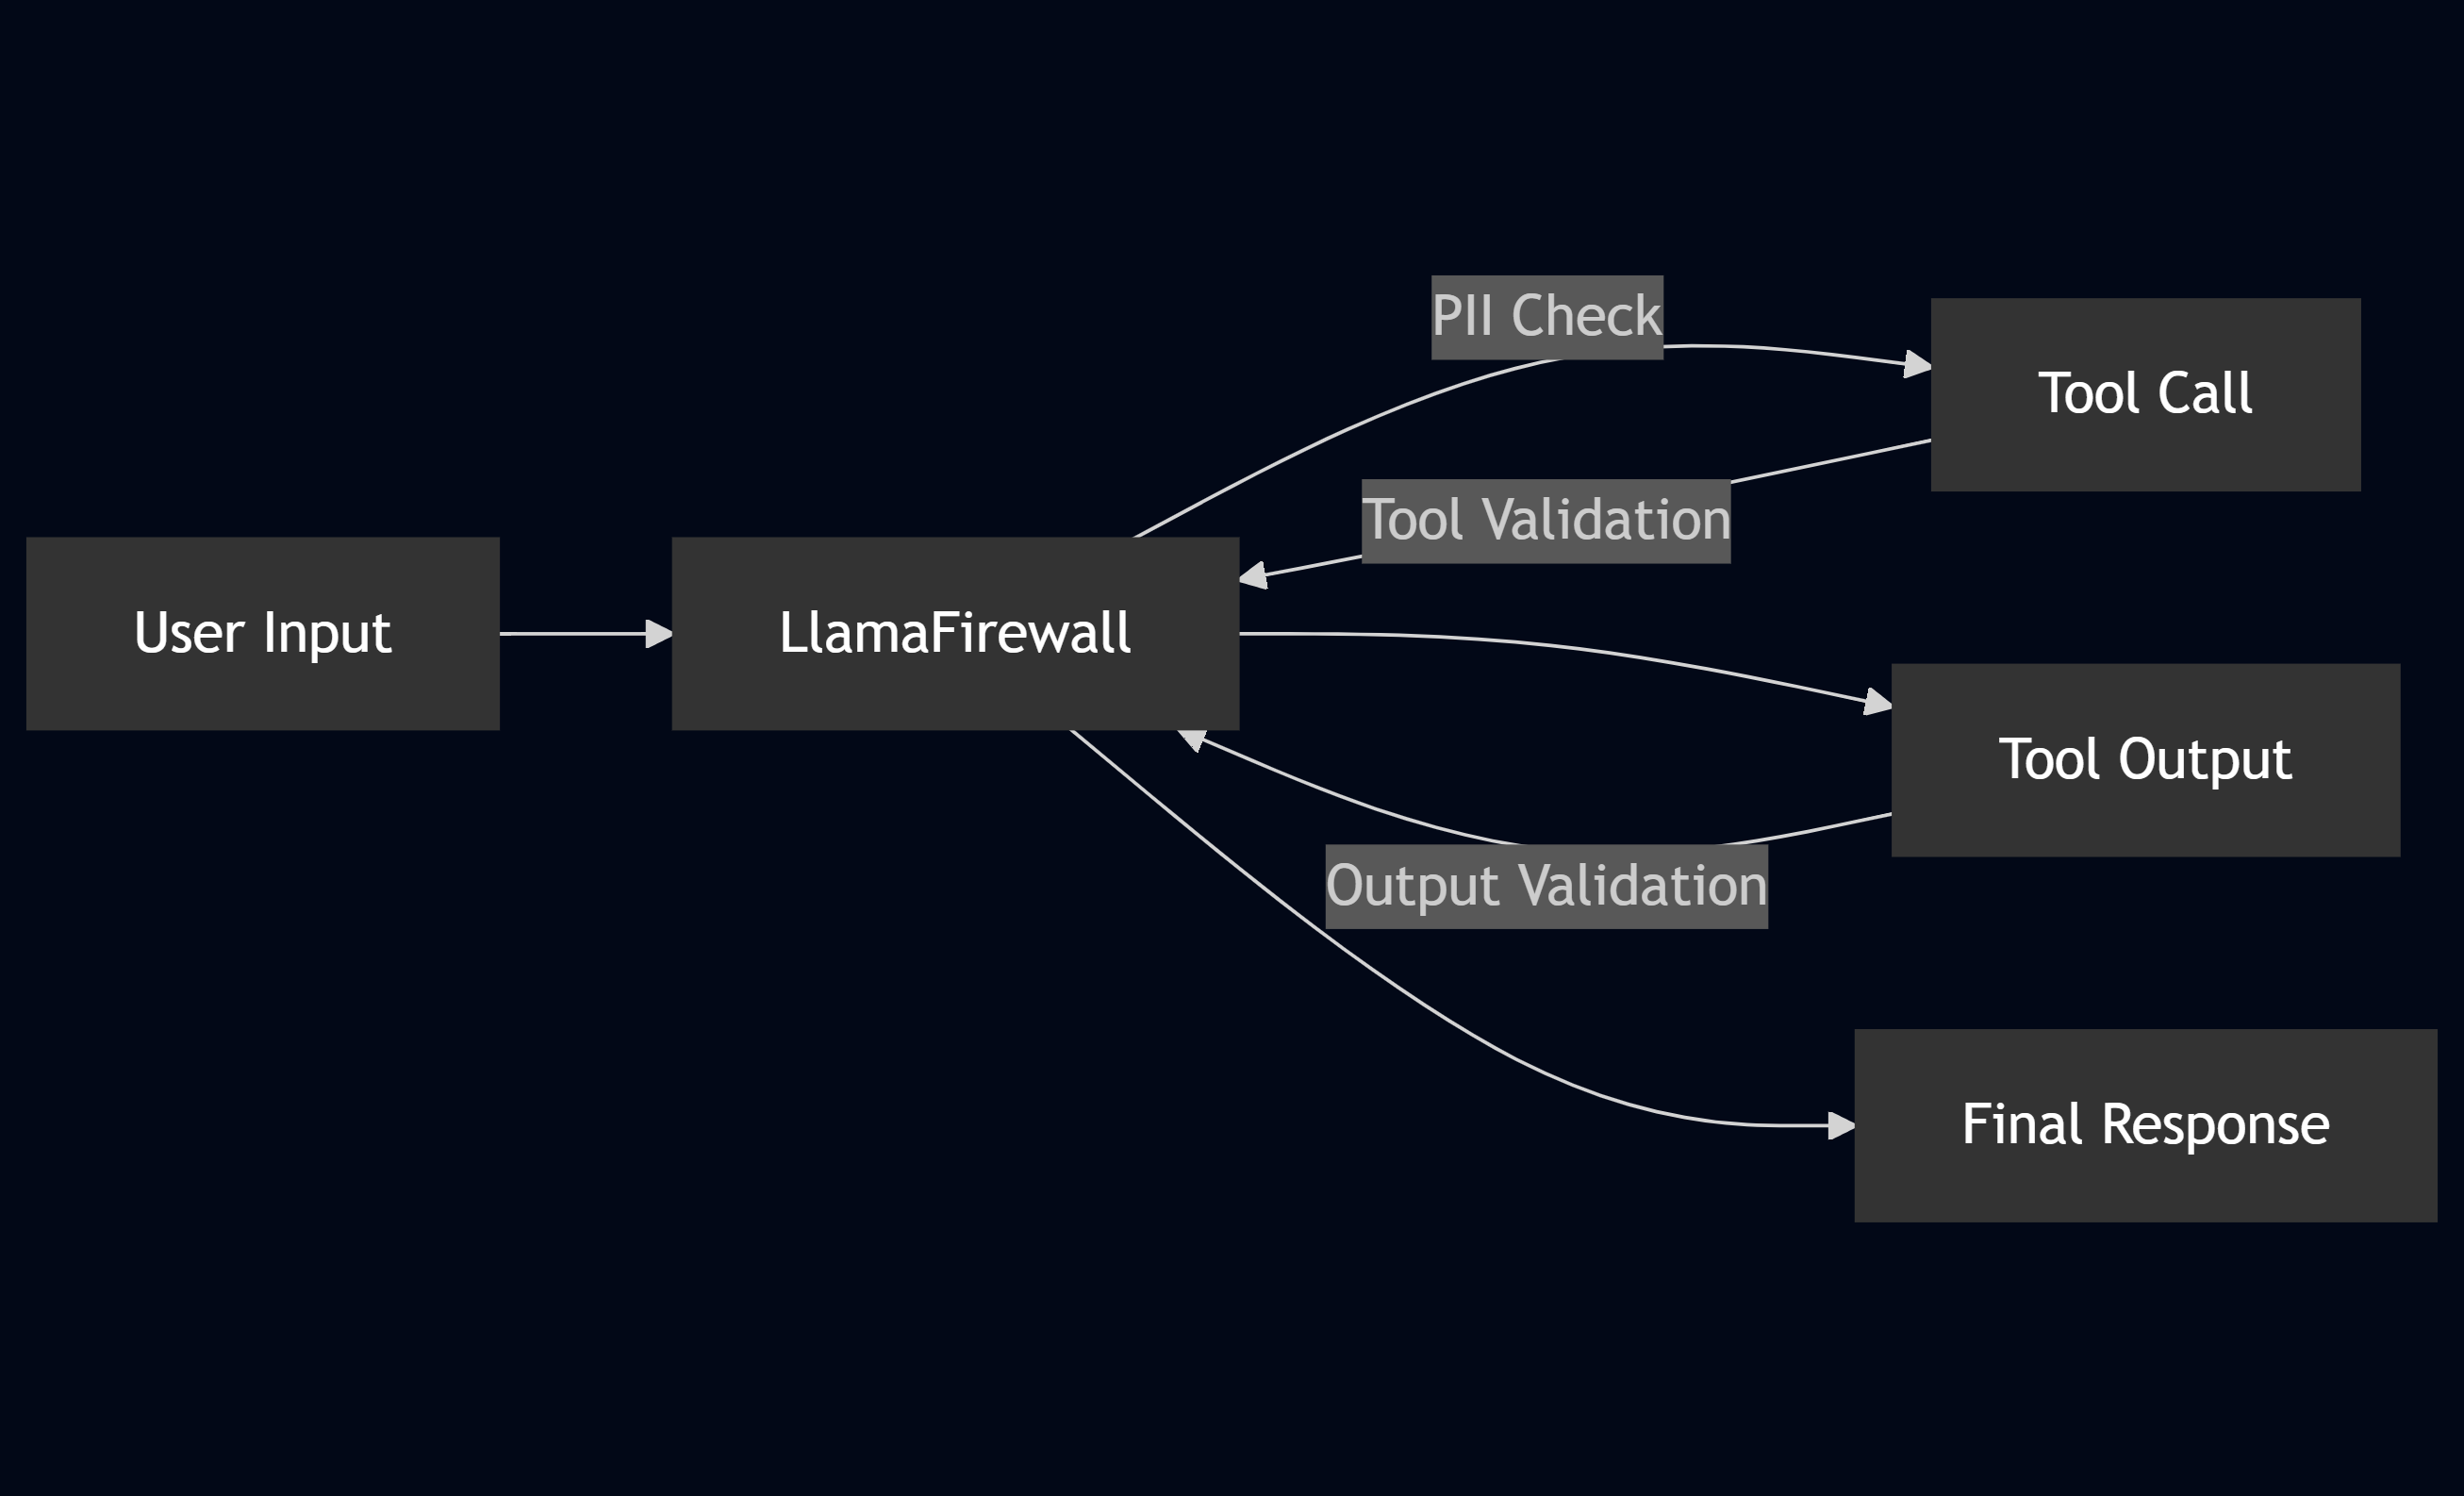 User Input
LlamaFirewall
PII Check
Tool Validation
Output Validation
Tool Call
Tool Output
Final Response